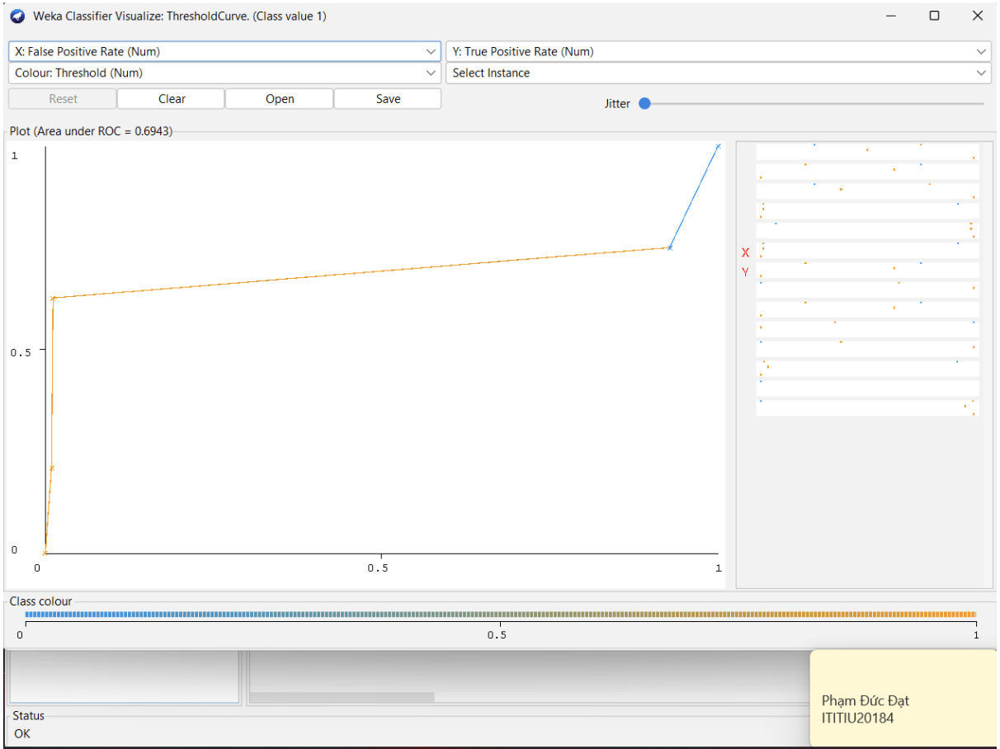 Weka Classifier Visualize: ThresholdCurve. (Class value 1)
X: False Positive Rate (Num)
Y: True Positive Rate (Num)
Colour: Threshold (Num)
Select Instance
Reset
Clear
Open
Save
Jitter
Plot (Area under ROC = 0.6943)
1
0.5
0
0
0.5
1
X
Y
Class colour
0
0.5
1
Status
OK
Phạm Đức Đạt
ITITIU20184